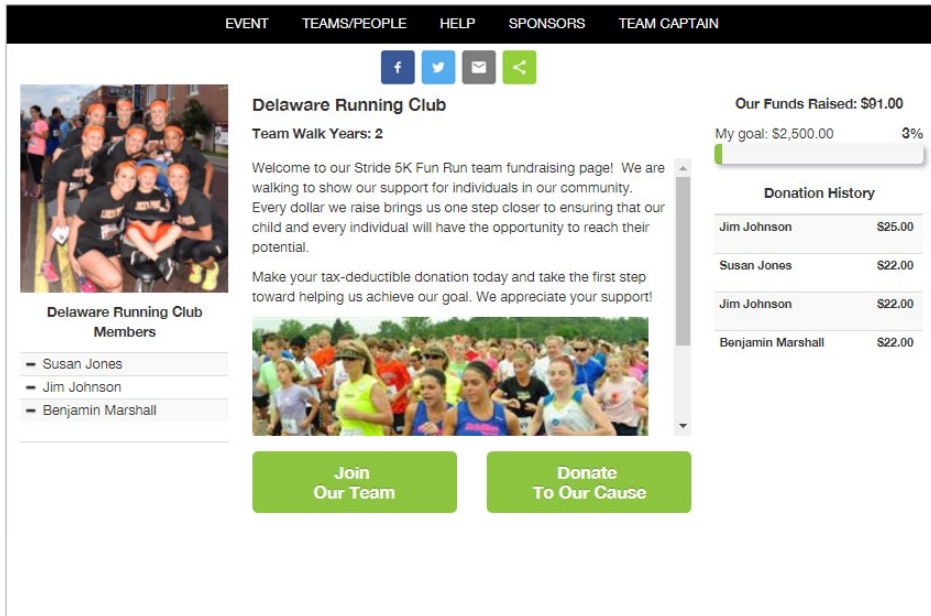 EVENT TEAMS/PEOPLE HELP SPONSORS TEAM CAPTAIN
Delaware Running Club
Members
Susan Jones
Jim Johnson
Benjamin Marshall
Delaware Running Club
Team Walk Years: 2
Welcome to our Stride 5K Fun Run team fundraising page! We are
walking to show our support for individuals in our community.
Every dollar we raise brings us one step closer to ensuring that our
child and every individual will have the opportunity to reach their
potential.
Make your tax-deductible donation today and take the first step
toward helping us achieve our goal. We appreciate your support!
Join
Our Team
Donate
To Our Cause
Our Funds Raised: $91.00
My goal: $2,500.00 3%
Donation History
Jim Johnson $25.00
Susan Jones $22.00
Jim Johnson $22.00
Benjamin Marshall $22.00